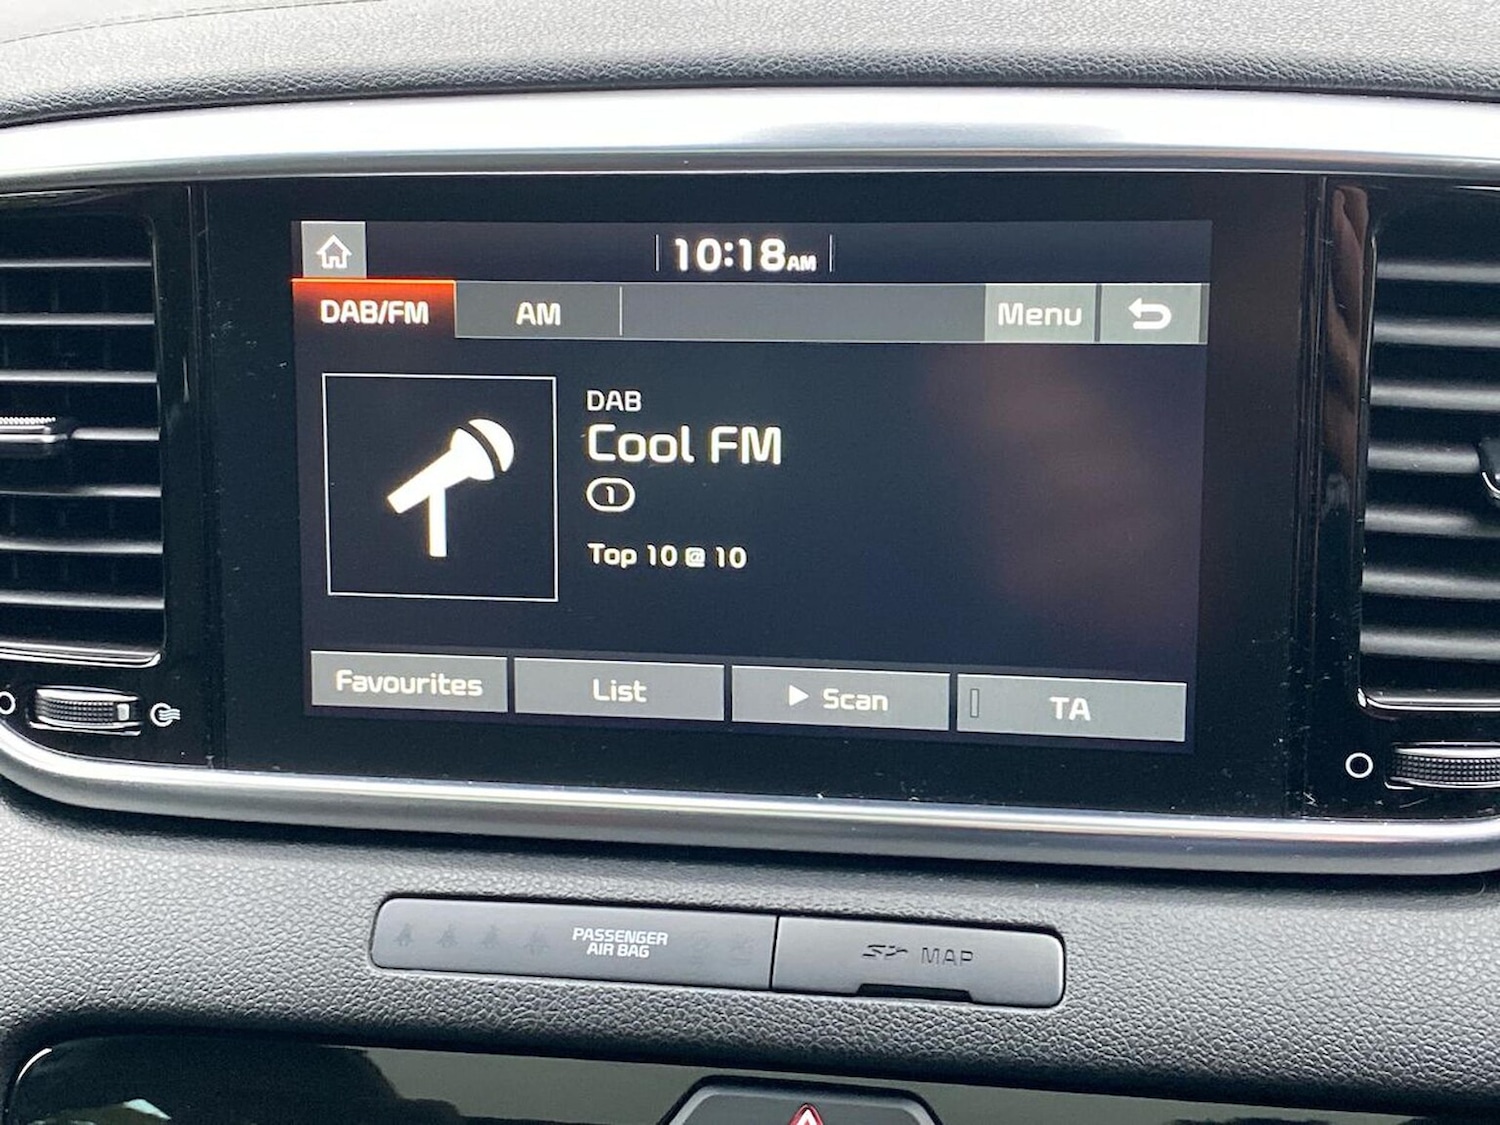 10:18AM
DAB/FM
AM
Menu
DAB
Cool FM
1
Top 10 @ 10
Favourites
List
Scan
TA
PASSENGER
AIR BAG
MAP